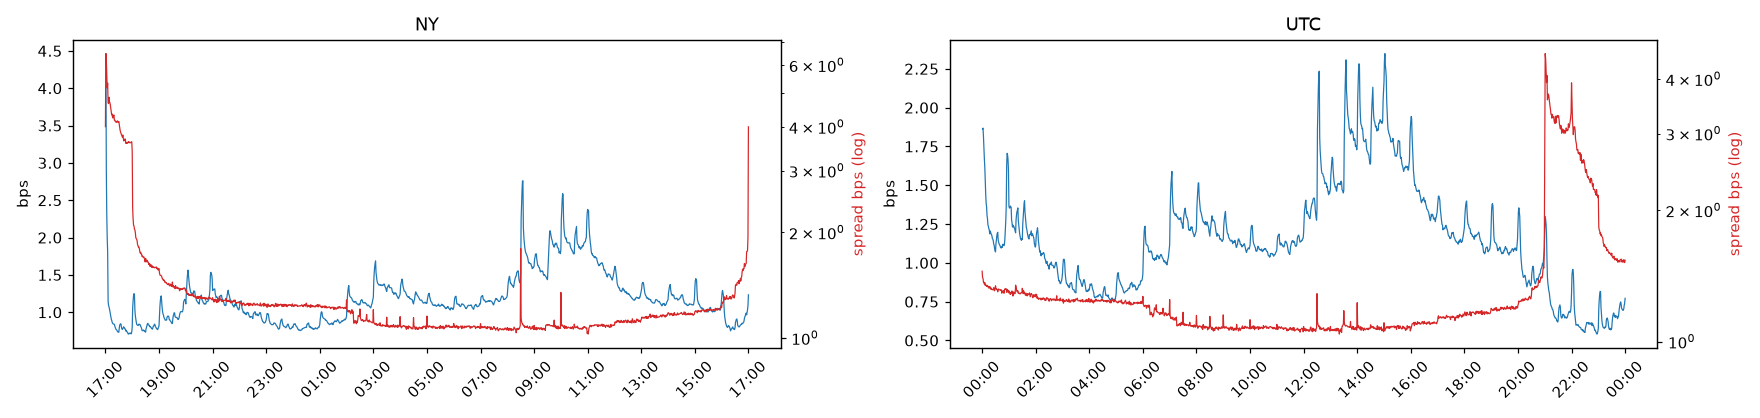 NY
4.5
4.0
3.5
3.0
2.5
2.0
1.5
1.0
bps
6 × 10⁰
4 × 10⁰
3 × 10⁰
2 × 10⁰
10⁰
spread bps (log)
17:00 19:00 21:00 23:00 01:00 03:00 05:00 07:00 09:00 11:00 13:00 15:00 17:00
UTC
2.25
2.00
1.75
1.50
1.25
1.00
0.75
0.50
bps
4 × 10⁰
3 × 10⁰
2 × 10⁰
10⁰
spread bps (log)
00:00 02:00 04:00 06:00 08:00 10:00 12:00 14:00 16:00 18:00 20:00 22:00 00:00